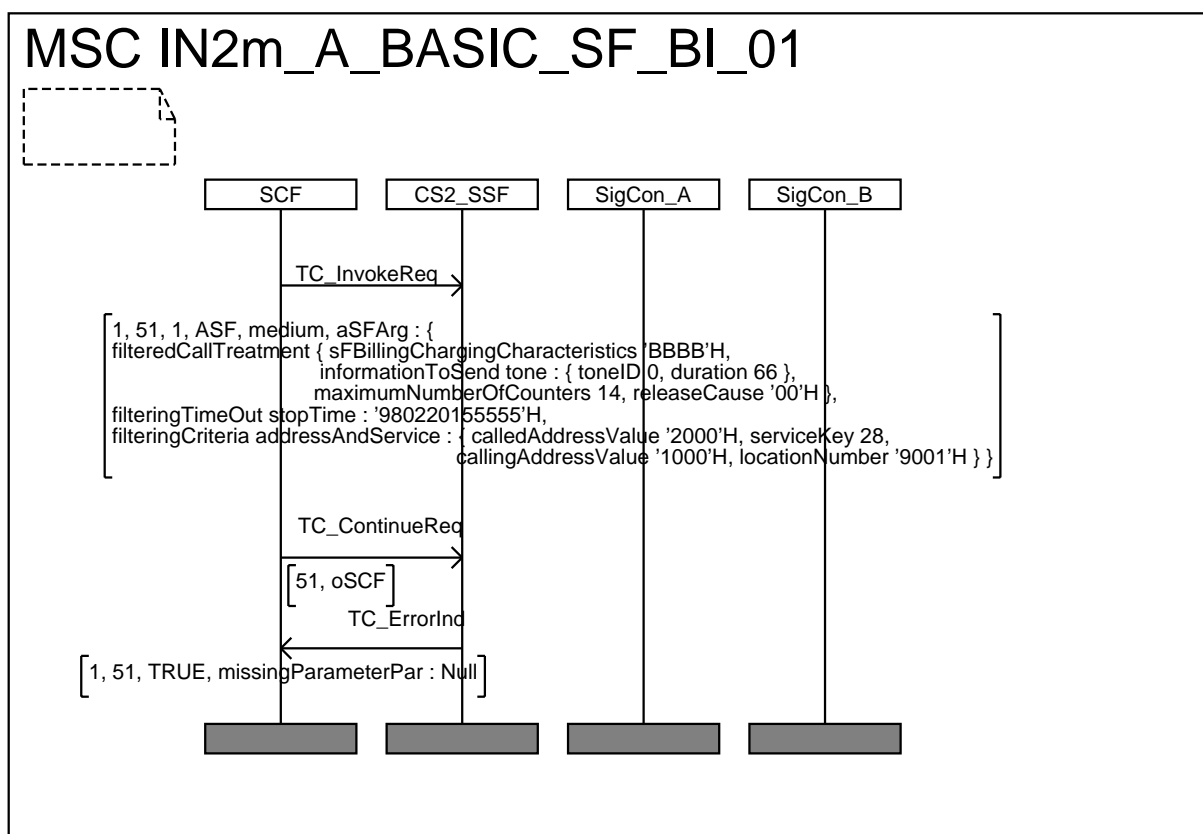 MSC IN2m_A_BASIC_SF_BI_01
SCF CS2_SSF SigCon_A SigCon_B
TC_InvokeReq
1, 51, 1, ASF, medium, aSFArg : {
filteredCallTreatment { sFBillingChargingCharacteristics 'BBBB'H,
informationToSend tone : { toneID 0, duration 66 },
maximumNumberOfCounters 14, releaseCause '00'H },
filteringTimeOut stopTime : '980220155555'H,
filteringCriteria addressAndService : { calledAddressValue '2000'H, serviceKey 28,
callingAddressValue '1000'H, locationNumber '9001'H } }
TC_ContinueReq
51, oSCF
TC_ErrorInd
1, 51, TRUE, missingParameterPar : Null